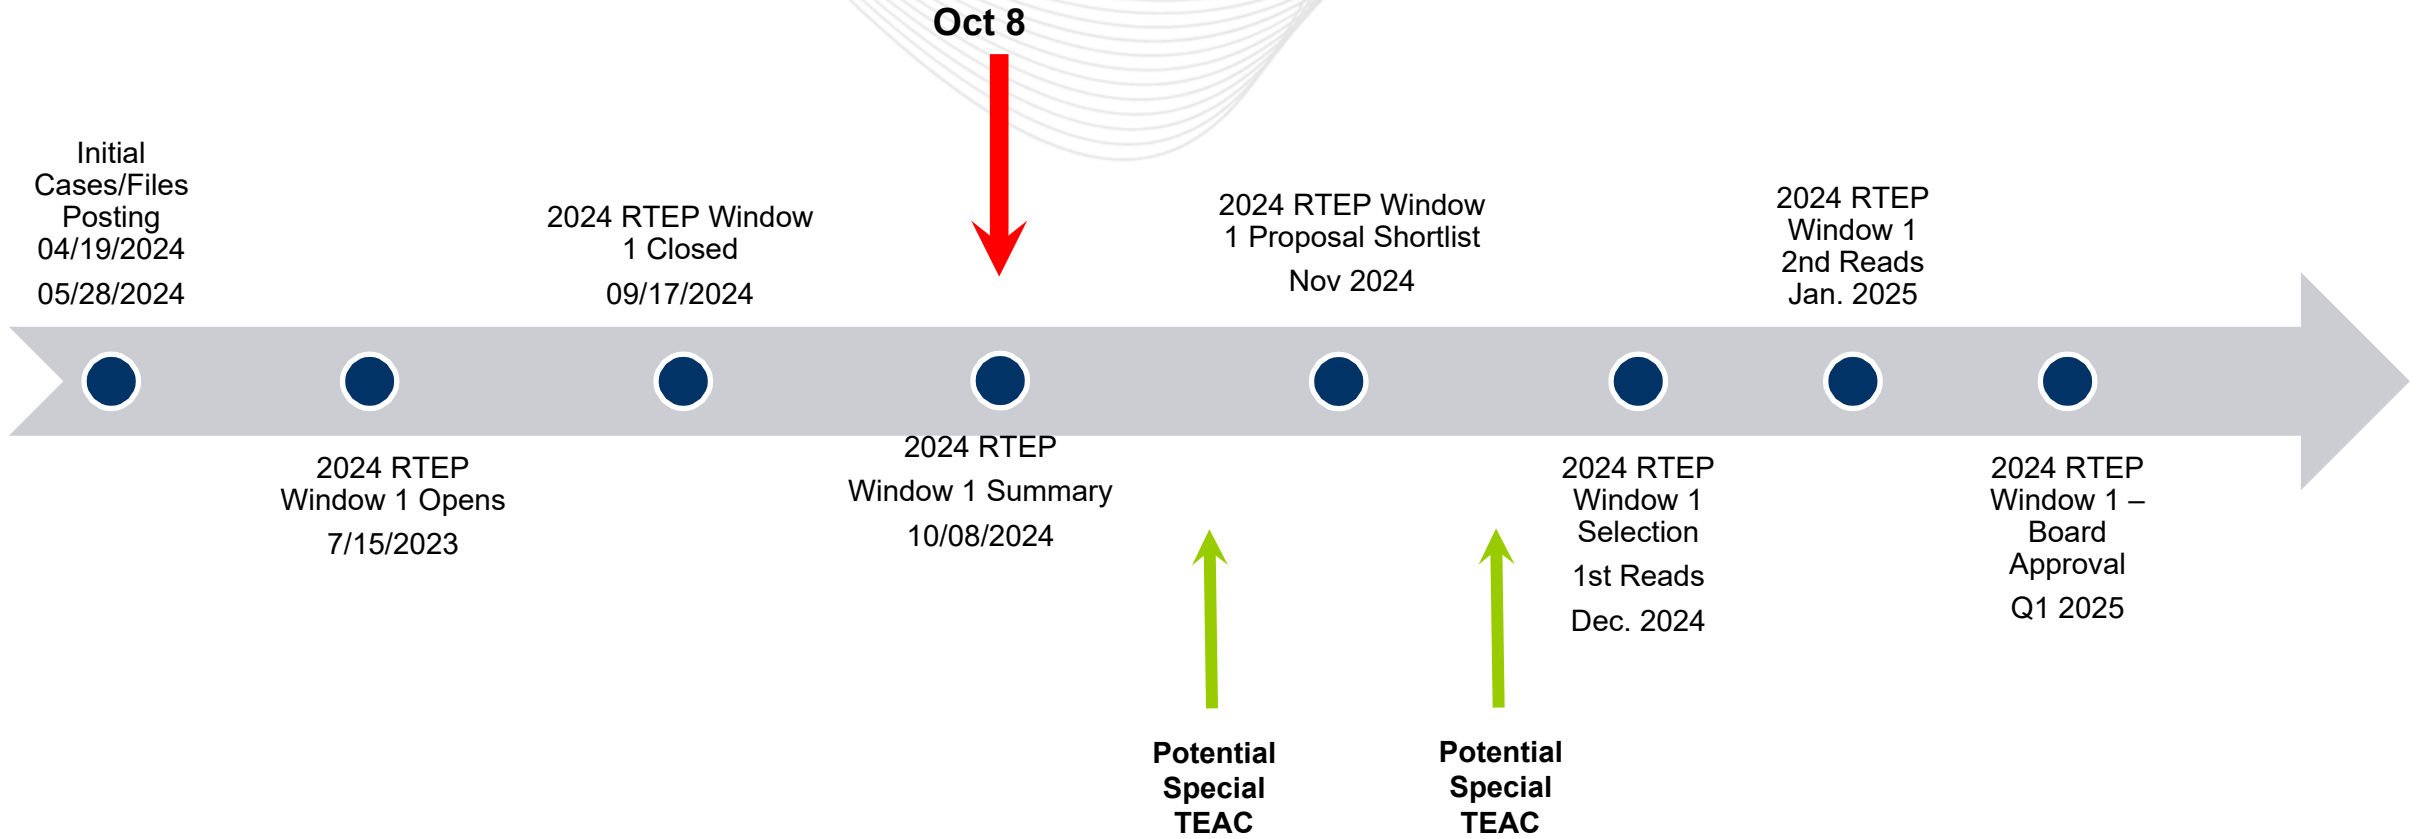 Oct 8
Initial
Cases/Files
Posting
04/19/2024
05/28/2024
2024 RTEP
Window 1 Opens
7/15/2023
2024 RTEP Window
1 Closed
09/17/2024
2024 RTEP
Window 1 Summary
10/08/2024
Potential
Special
TEAC
2024 RTEP Window
1 Proposal Shortlist
Nov 2024
Potential
Special
TEAC
2024 RTEP
Window 1
Selection
1st Reads
Dec. 2024
2024 RTEP
Window 1
2nd Reads
Jan. 2025
2024 RTEP
Window 1 –
Board
Approval
Q1 2025